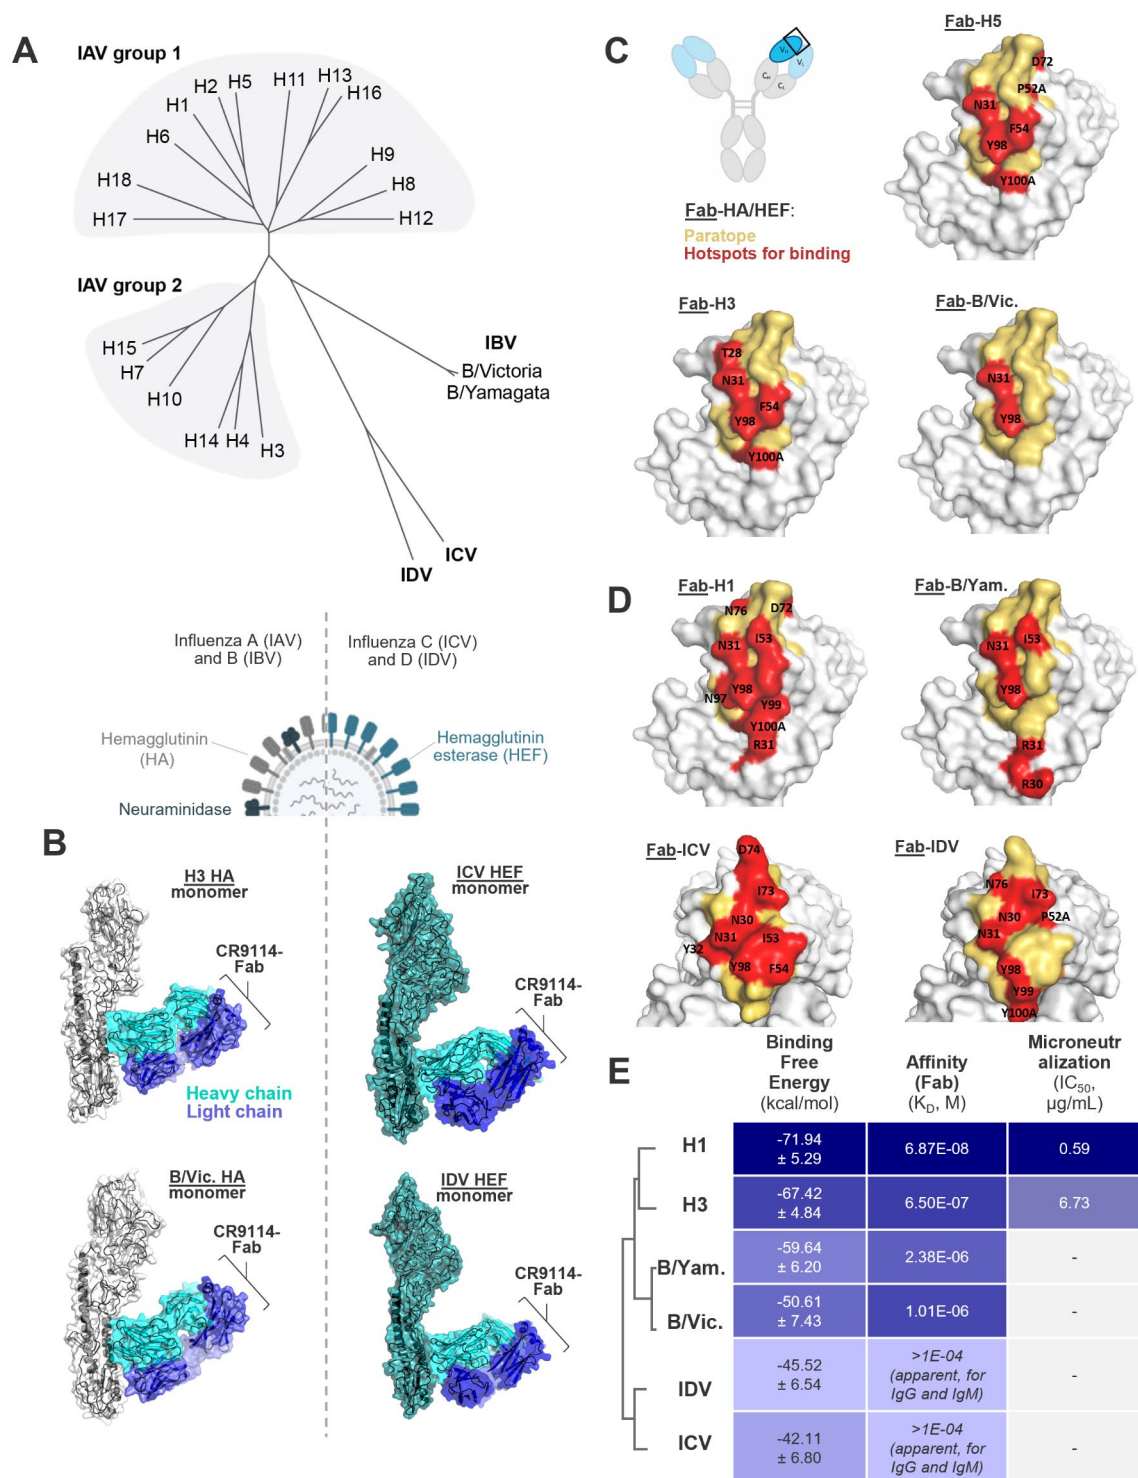 A
IAV group 1
H13
H11
H5
H2
H16
H1
H6
H9
H18
H8
H17
H12
IAV group 2
H15
H7
H10
H14
H4
H3
IBV
B/Victoria
B/Yamagata
ICV
IDV
Influenza A (IAV)
and B (IBV)
Influenza C (ICV)
and D (IDV)
Hemagglutinin
(HA)
Hemagglutinin
esterase (HEF)
Neuraminidase
B
H3 HA
monomer
CR9114-
Fab
Heavy chain
Light chain
ICV HEF
monomer
CR9114-
Fab
B/Vic. HA
monomer
CR9114-
Fab
IDV HEF
monomer
CR9114-
Fab
C
VH
VL
CH
CL
Fab-HA/HEF:
Paratope
Hotspots for binding
Fab-H5
D72
P52A
N31
F54
Y98
Y100A
Fab-H3
T28
N31
F54
Y98
Y100A
Fab-B/Vic.
N31
Y98
D
Fab-H1
N76
D72
N31
I53
N97
Y98
Y99
Y100A
R31
Fab-B/Yam.
N31
I53
Y98
R31
R30
Fab-ICV
D74
I73
N30
N31
I53
Y32
Y98
F54
Fab-IDV
N76
I73
N30
P52A
N31
Y98
Y99
Y100A
E
Binding
Free
Energy
(kcal/mol)
Affinity
(Fab)
(KD, M)
Microneutr
alization
(IC50,
µg/mL)
H1
-71.94
± 5.29
6.87E-08
0.59
H3
-67.42
± 4.84
6.50E-07
6.73
B/Yam.
-59.64
± 6.20
2.38E-06
-
B/Vic.
-50.61
± 7.43
1.01E-06
-
IDV
-45.52
± 6.54
>1E-04
(apparent, for
IgG and IgM)
-
ICV
-42.11
± 6.80
>1E-04
(apparent, for
IgG and IgM)
-